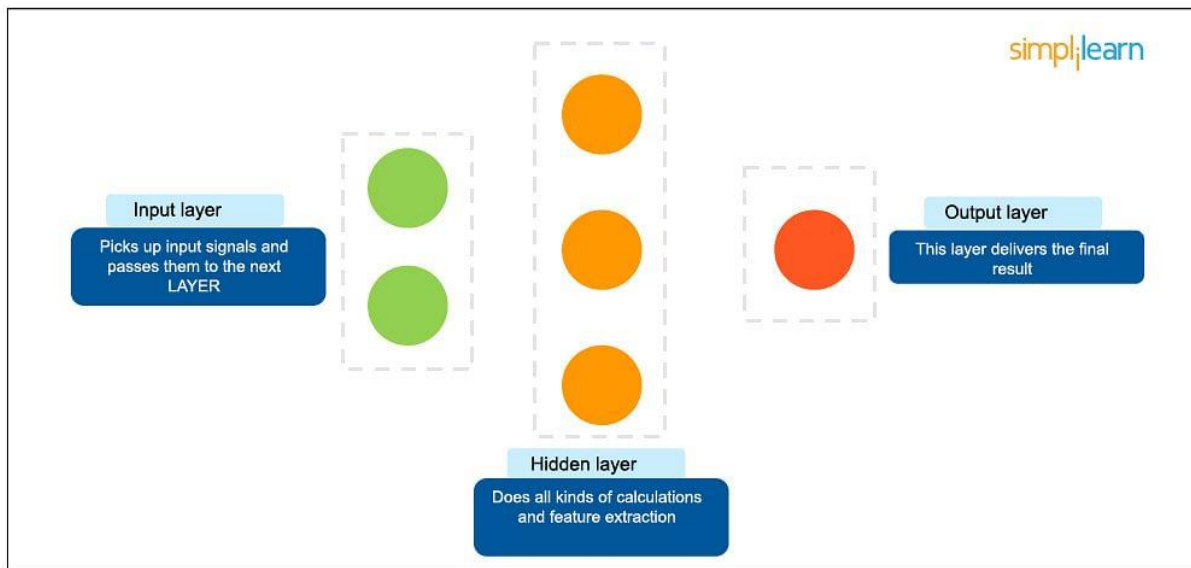 simplilearn
Input layer
Picks up input signals and
passes them to the next
LAYER
Hidden layer
Does all kinds of calculations
and feature extraction
Output layer
This layer delivers the final
result